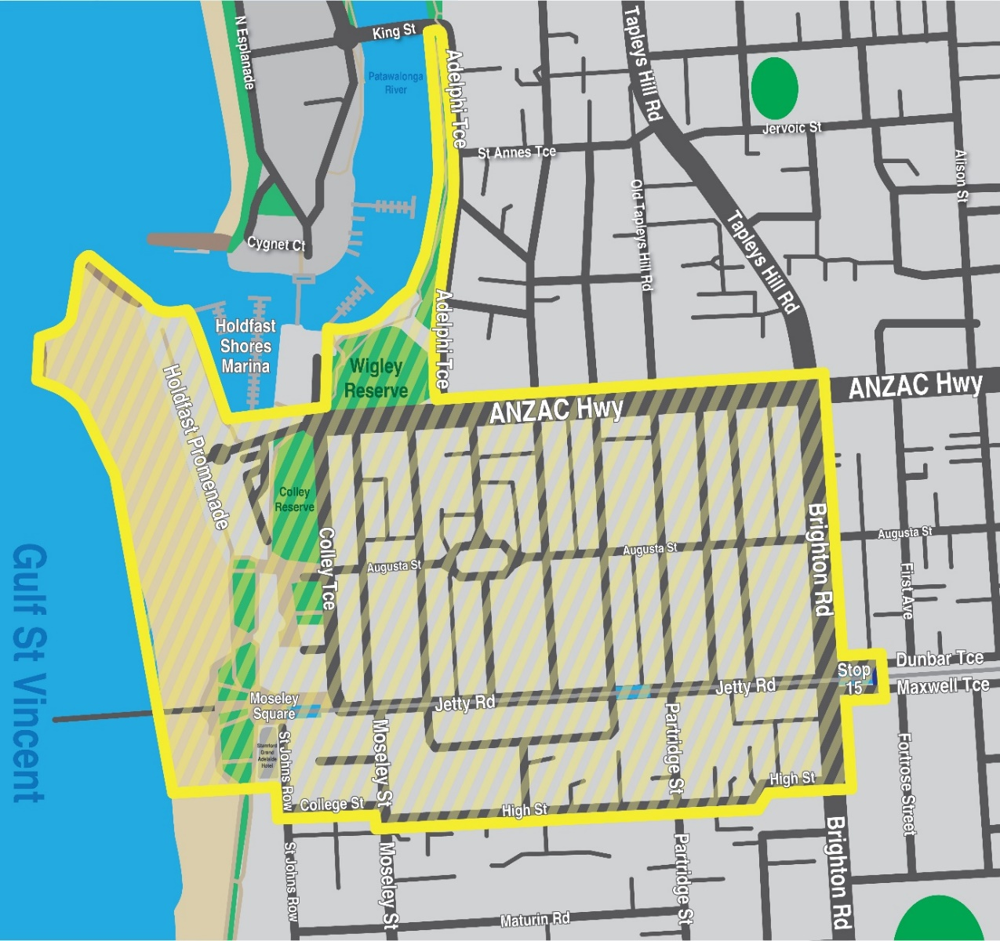 N Esplanade
King St
Tapleys Hill Rd
Patawalonga
River
Adelphi Tce
Jervoic St
St Annes Tce
Alison St
Old Tapleys Hill Rd
Tapleys Hill Rd
Cygnet Ct
Adelphi Tce
Holdfast
Shores
Marina
Wigley
Reserve
Holdfast Promenade
ANZAC Hwy
ANZAC Hwy
Colley
Reserve
Colley Tce
Brighton Rd
Augusta St
Augusta St
Augusta St
Gulf St Vincent
First Ave
Dunbar Tce
Stop
15
Maxwell Tce
Jetty Rd
Jetty Rd
Moseley
Square
Stamford
Grand
Adelaide
Hotel
St Johns Row
Moseley St
Partridge St
Fortrose Street
High St
College St
High St
St Johns Row
Moseley St
Partridge St
Brighton Rd
Maturin Rd